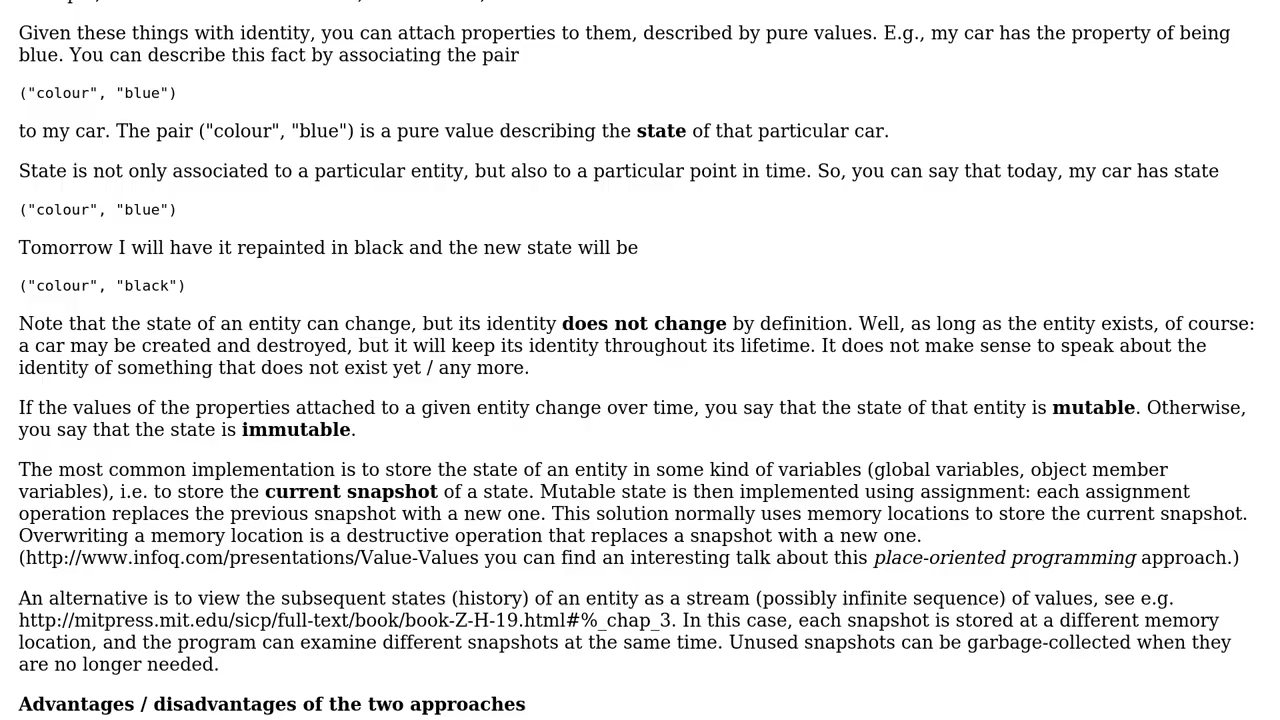 Given these things with identity, you can attach properties to them, described by pure values. E.g., my car has the property of being
blue. You can describe this fact by associating the pair
("colour", "blue")
to my car. The pair ("colour", "blue") is a pure value describing the state of that particular car.
State is not only associated to a particular entity, but also to a particular point in time. So, you can say that today, my car has state
("colour", "blue")
Tomorrow I will have it repainted in black and the new state will be
("colour", "black")
Note that the state of an entity can change, but its identity does not change by definition. Well, as long as the entity exists, of course:
a car may be created and destroyed, but it will keep its identity throughout its lifetime. It does not make sense to speak about the
identity of something that does not exist yet / any more.
If the values of the properties attached to a given entity change over time, you say that the state of that entity is mutable. Otherwise,
you say that the state is immutable.
The most common implementation is to store the state of an entity in some kind of variables (global variables, object member
variables), i.e. to store the current snapshot of a state. Mutable state is then implemented using assignment: each assignment
operation replaces the previous snapshot with a new one. This solution normally uses memory locations to store the current snapshot.
Overwriting a memory location is a destructive operation that replaces a snapshot with a new one.
(http://www.infoq.com/presentations/Value-Values you can find an interesting talk about this place-oriented programming approach.)
An alternative is to view the subsequent states (history) of an entity as a stream (possibly infinite sequence) of values, see e.g.
http://mitpress.mit.edu/sicp/full-text/book/book-Z-H-19.html#%_chap_3. In this case, each snapshot is stored at a different memory
location, and the program can examine different snapshots at the same time. Unused snapshots can be garbage-collected when they
are no longer needed.
Advantages / disadvantages of the two approaches